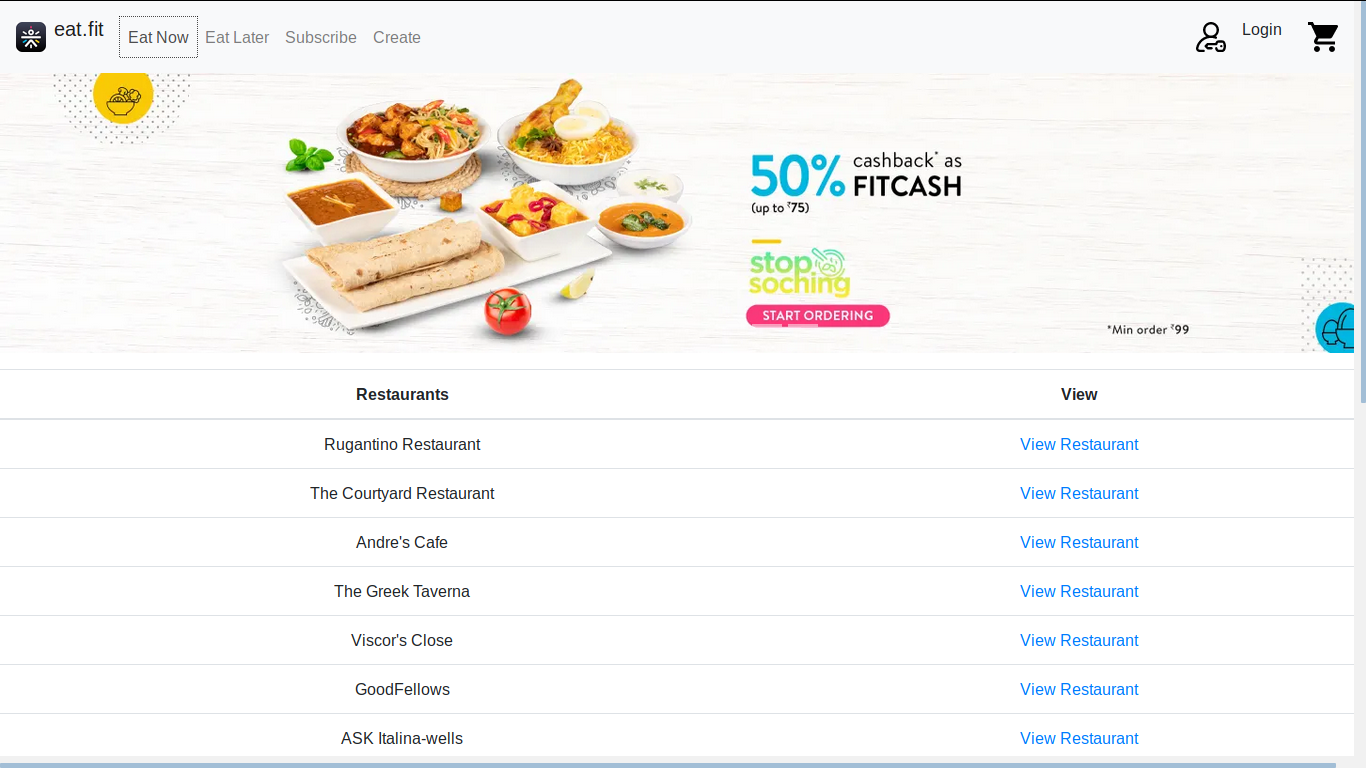 eat.fit Eat Now Eat Later Subscribe Create Login
50% cashback* as
FITCASH
(up to ₹75)
stop
soching
START ORDERING
*Min order ₹99
Restaurants View
Rugantino Restaurant View Restaurant
The Courtyard Restaurant View Restaurant
Andre's Cafe View Restaurant
The Greek Taverna View Restaurant
Viscor's Close View Restaurant
GoodFellows View Restaurant
ASK Italina-wells View Restaurant